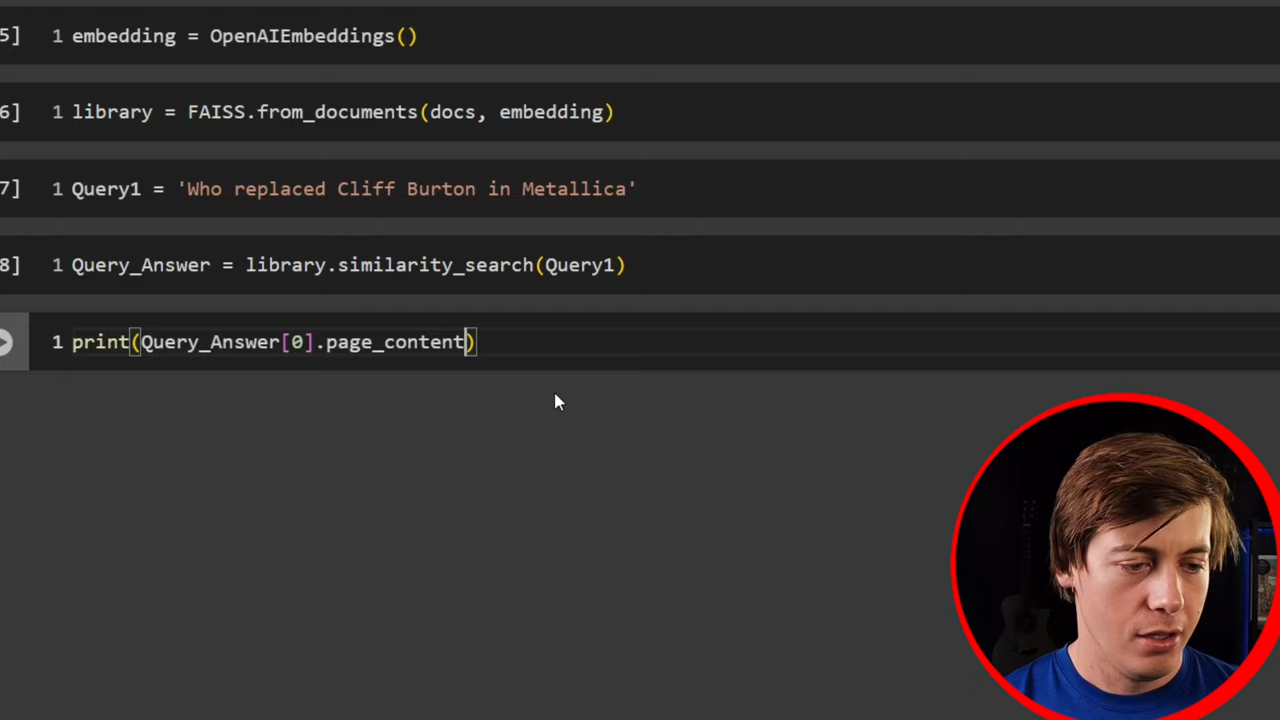 5] 1 embedding = OpenAIEmbeddings()
6] 1 library = FAISS.from_documents(docs, embedding)
7] 1 Query1 = 'Who replaced Cliff Burton in Metallica'
8] 1 Query_Answer = library.similarity_search(Query1)
1 print(Query_Answer[0].page_content)